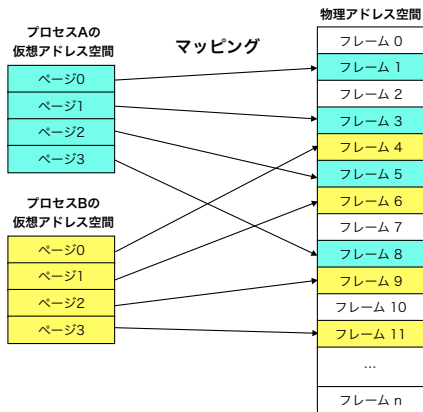 プロセスAの
仮想アドレス空間
ページ0
ページ1
ページ2
ページ3
プロセスBの
仮想アドレス空間
ページ0
ページ1
ページ2
ページ3
マッピング
物理アドレス空間
フレーム 0
フレーム 1
フレーム 2
フレーム 3
フレーム 4
フレーム 5
フレーム 6
フレーム 7
フレーム 8
フレーム 9
フレーム 10
フレーム 11
...
フレーム n